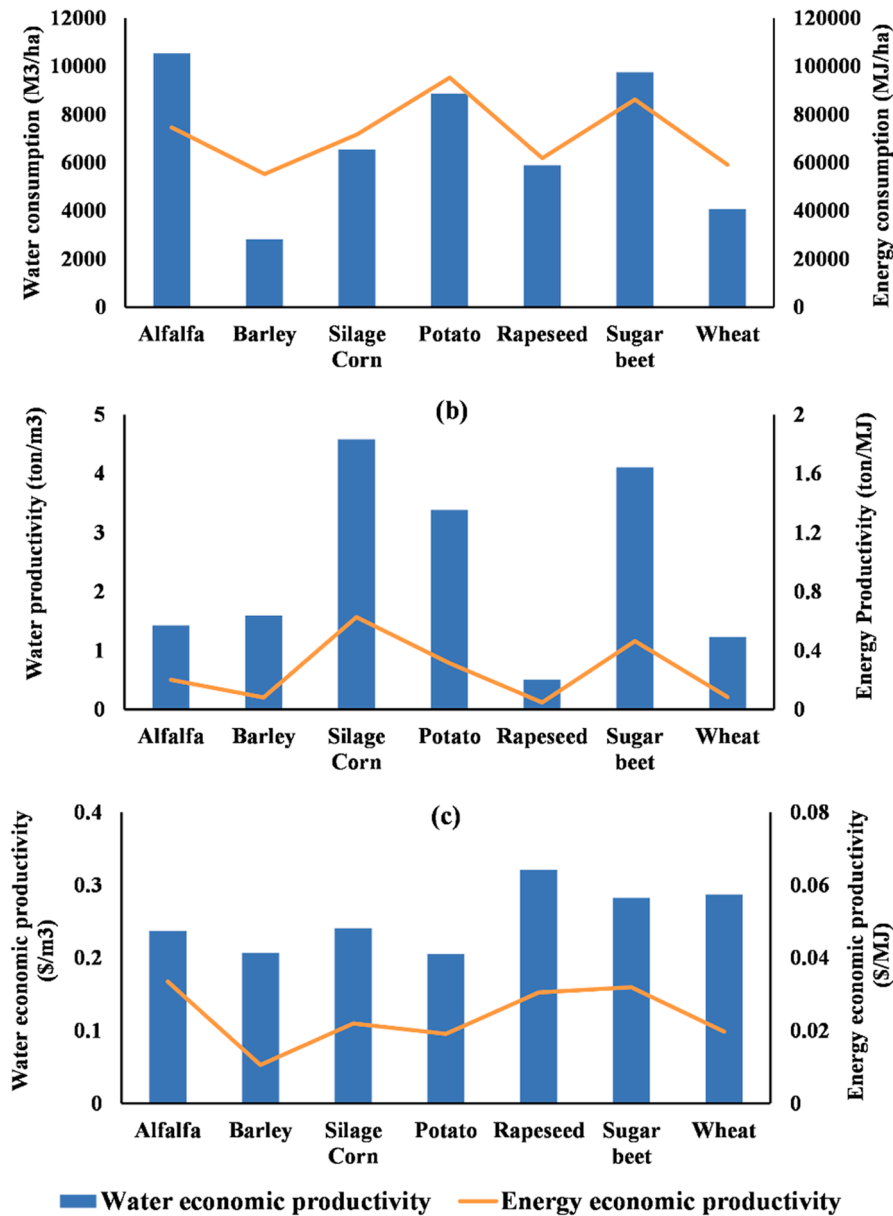 12000
10000
8000
6000
4000
2000
0
Water consumption (M3/ha)
120000
100000
80000
60000
40000
20000
0
Energy consumption (MJ/ha)
Alfalfa
Barley
Silage
Corn
Potato
Rapeseed
Sugar
beet
Wheat
(b)
5
4
3
2
1
0
Water productivity (ton/m3)
2
1.6
1.2
0.8
0.4
0
Energy Productivity (ton/MJ)
Alfalfa
Barley
Silage
Corn
Potato
Rapeseed
Sugar
beet
Wheat
(c)
0.4
0.3
0.2
0.1
0
Water economic productivity
($/m3)
0.08
0.06
0.04
0.02
0
Energy economic productivity
($/MJ)
Alfalfa
Barley
Silage
Corn
Potato
Rapeseed
Sugar
beet
Wheat
Water economic productivity
Energy economic productivity